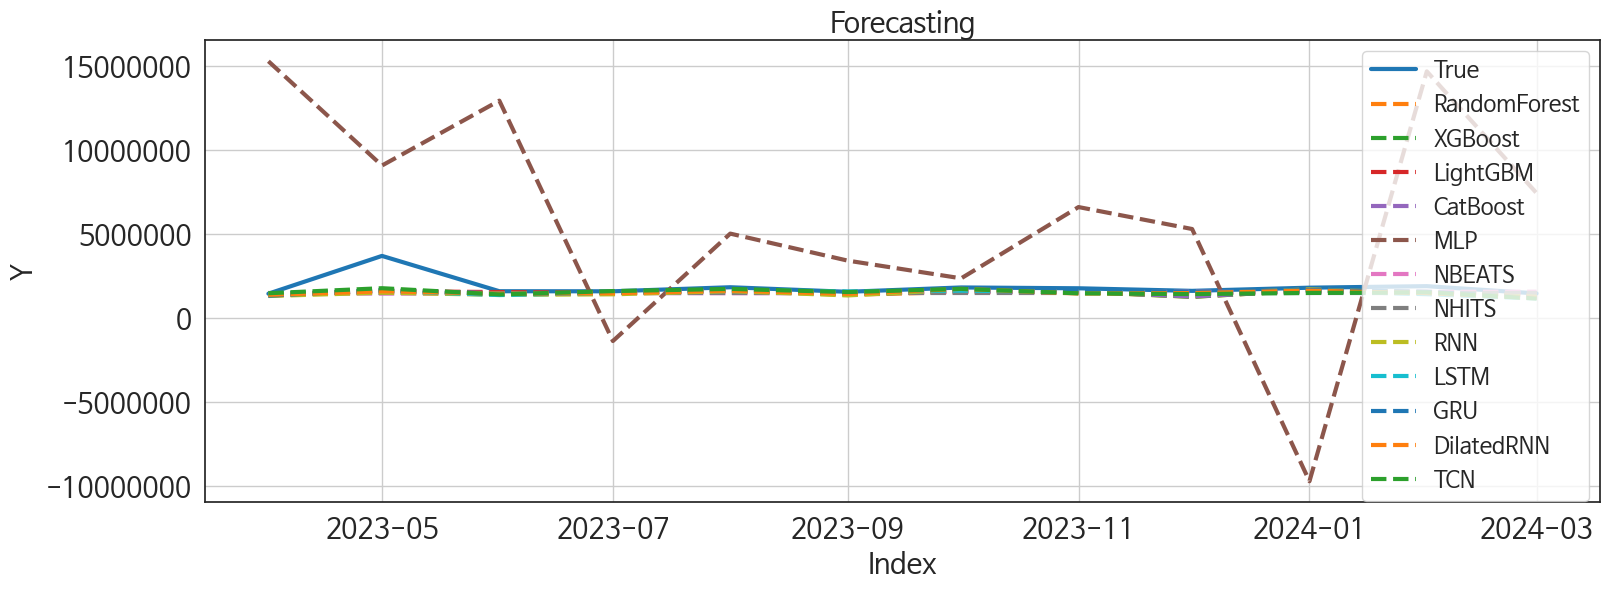 Forecasting
15000000
10000000
5000000
0
−5000000
−10000000
Y
2023−05
2023−07
2023−09
2023−11
2024−01
2024−03
Index
True
RandomForest
XGBoost
LightGBM
CatBoost
MLP
NBEATS
NHITS
RNN
LSTM
GRU
DilatedRNN
TCN